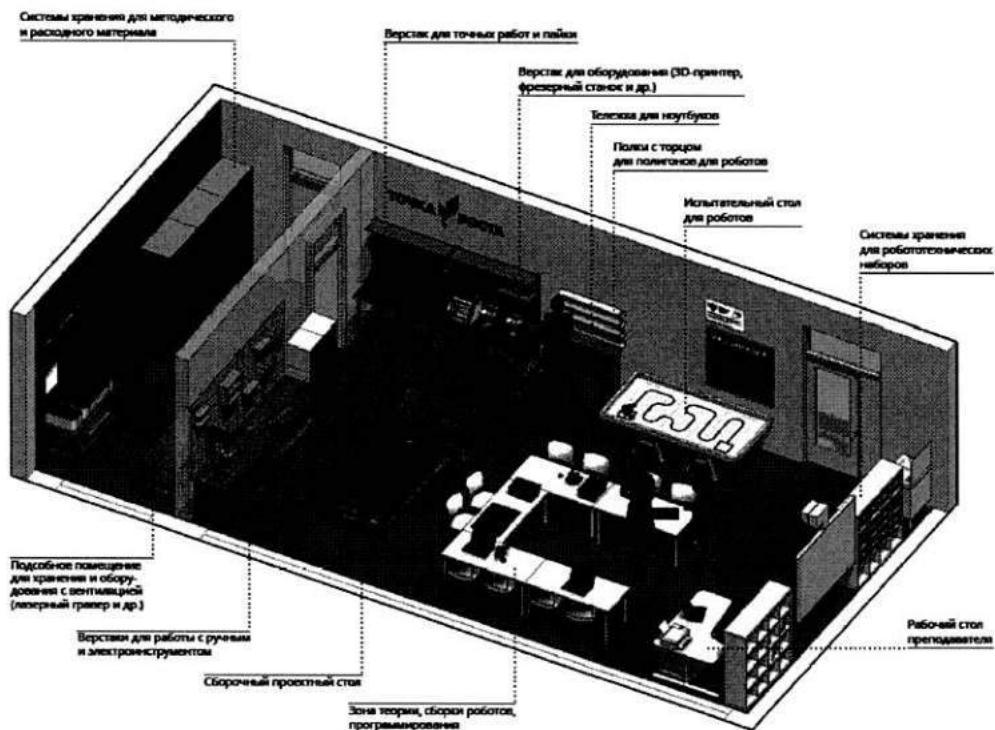 Системы хранения для методического
и расходного материала
Верстак для точных работ и пайки
Верстак для оборудования (3D-принтер,
фрезерный станок и др.)
Тележка для ноутбуков
Полки с торцом
для полигонов для роботов
Испытательный стол
для роботов
Системы хранения
для робототехнических
наборов
ТОЧКА РОСТА
Подсобное помещение
для хранения и обору-
дования с вентиляцией
(лазерный гравер и др.)
Верстаки для работы с ручным
и электроинструментом
Сборочный проектный стол
Зона теории, сборки роботов,
программирования
Рабочий стол
преподавателя